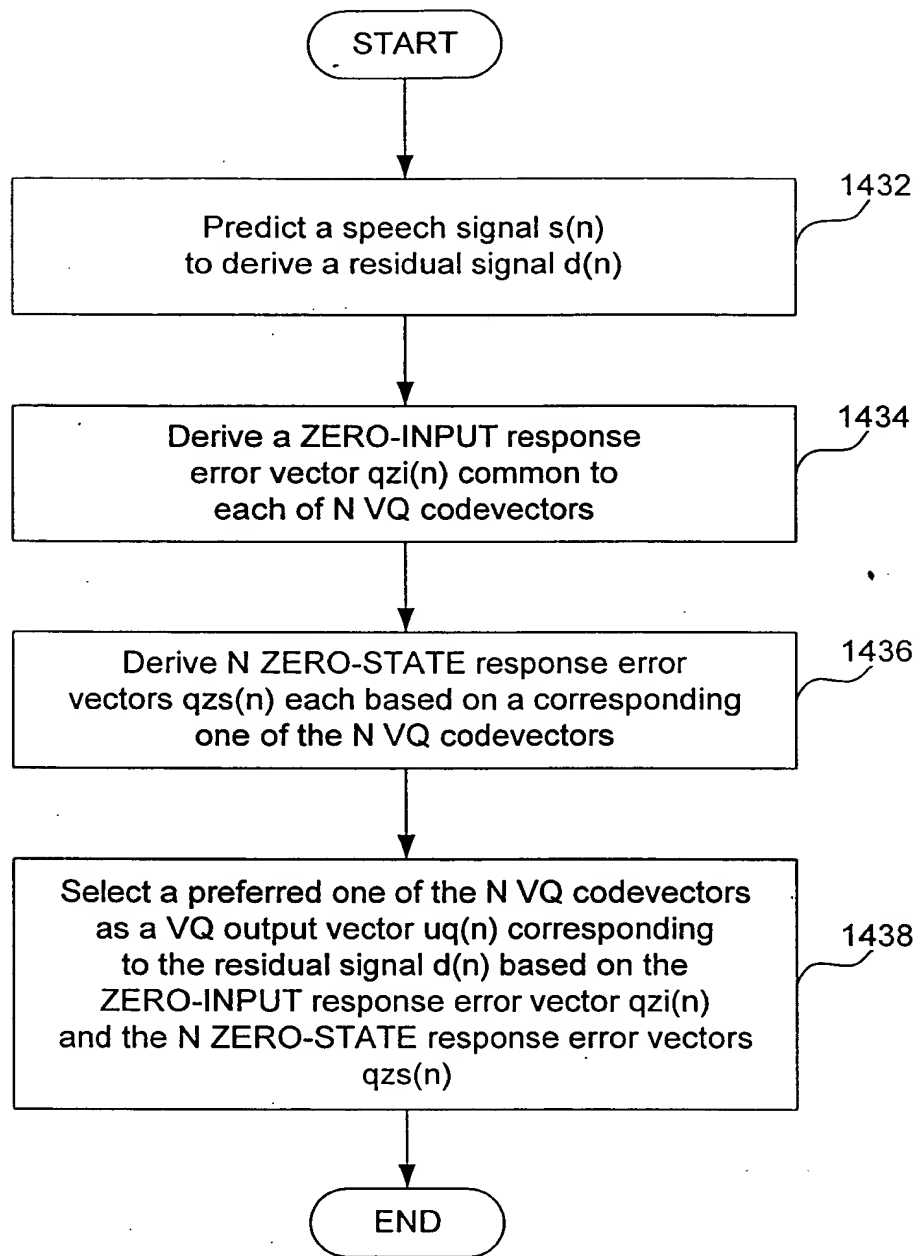 START
1432
Predict a speech signal s(n)
to derive a residual signal d(n)
1434
Derive a ZERO-INPUT response
error vector qzi(n) common to
each of N VQ codevectors
1436
Derive N ZERO-STATE response error
vectors qzs(n) each based on a corresponding
one of the N VQ codevectors
1438
Select a preferred one of the N VQ codevectors
as a VQ output vector uq(n) corresponding
to the residual signal d(n) based on the
ZERO-INPUT response error vector qzi(n)
and the N ZERO-STATE response error vectors
qzs(n)
END